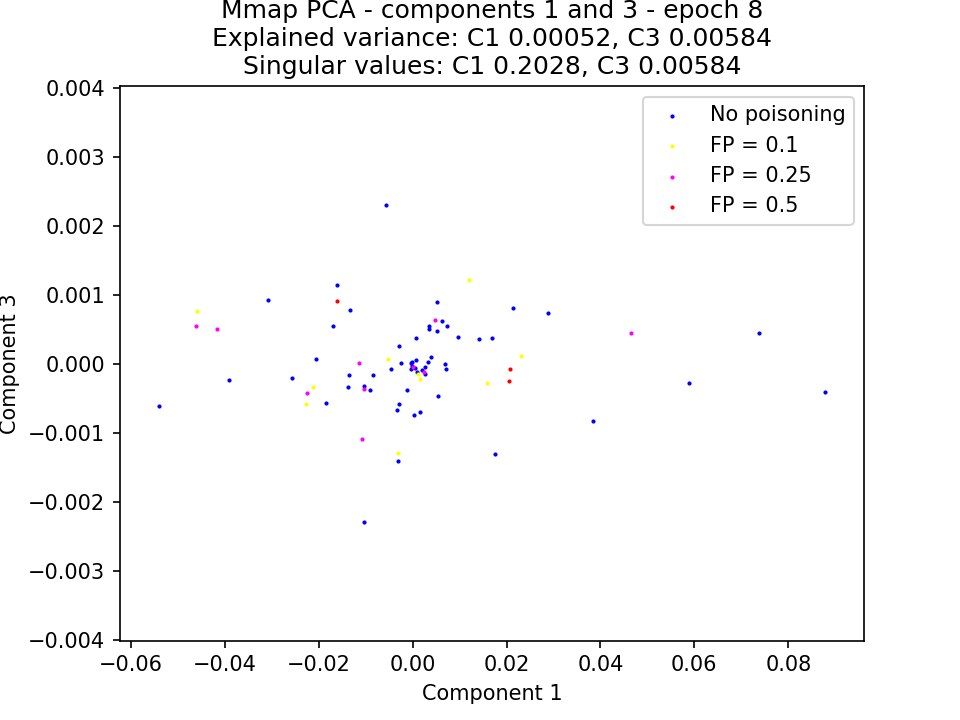 Mmap PCA - components 1 and 3 - epoch 8
Explained variance: C1 0.00052, C3 0.00584
Singular values: C1 0.2028, C3 0.00584
No poisoning
FP = 0.1
FP = 0.25
FP = 0.5
0.004
0.003
0.002
0.001
0.000
−0.001
−0.002
−0.003
−0.004
Component 3
−0.06
−0.04
−0.02
0.00
0.02
0.04
0.06
0.08
Component 1